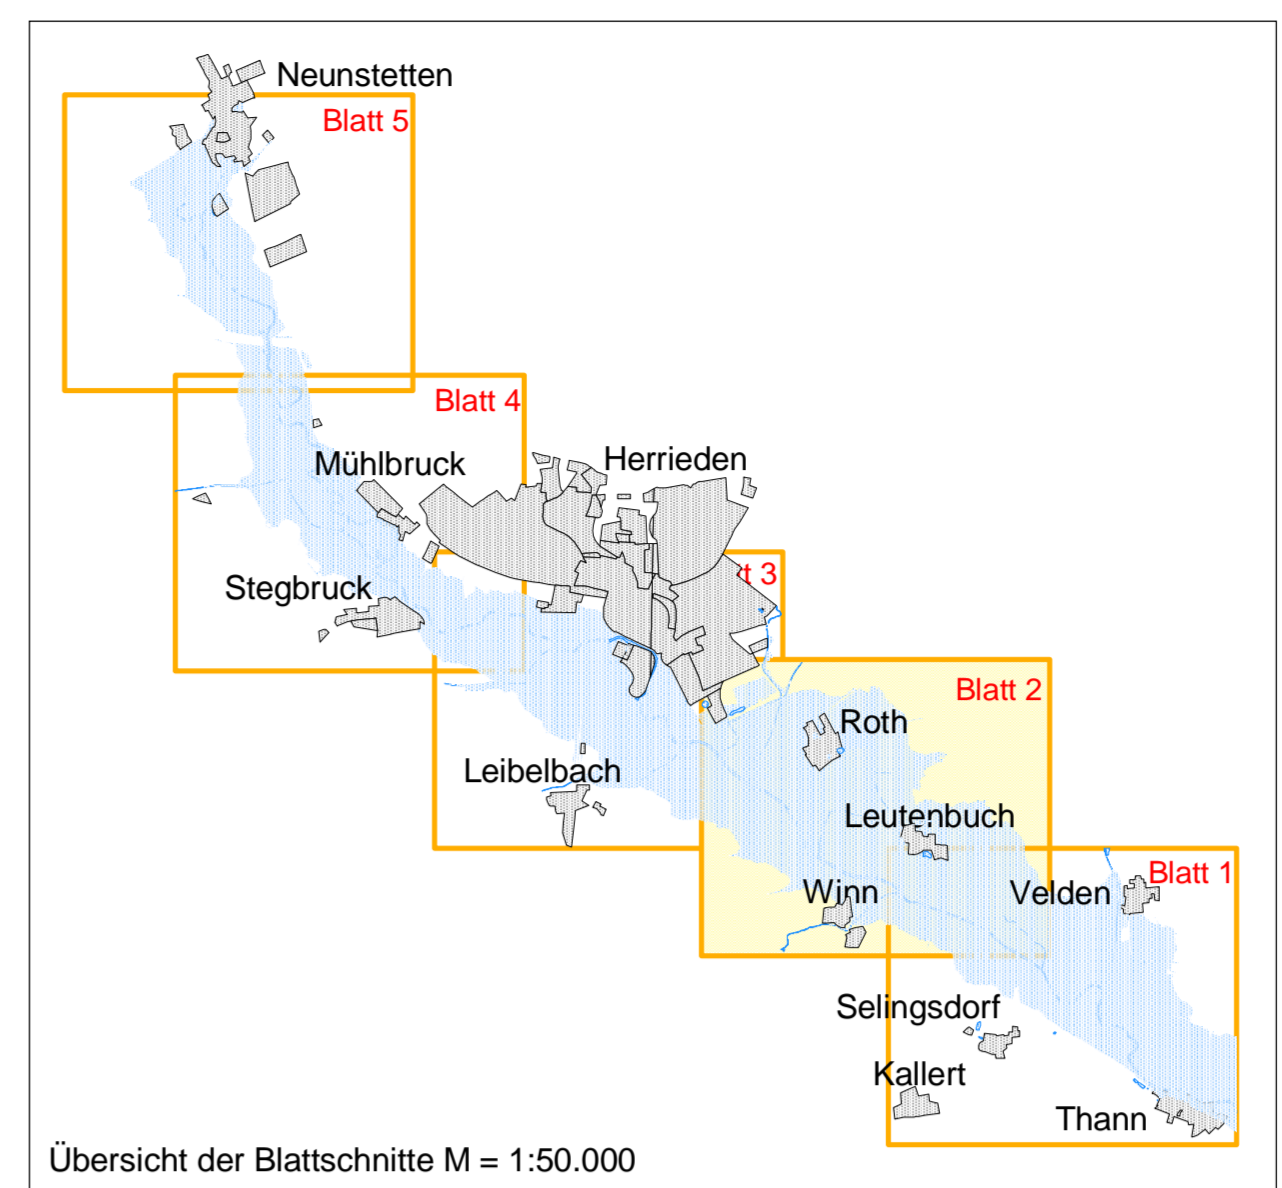 Neunstetten
Blatt 5
Blatt 4
Mühlbruck
Herrieden
t 3
Stegbruck
Blatt 2
Roth
Leibelbach
Leutenbuch
Blatt 1
Winn
Velden
Selingsdorf
Kallert
Thann
Übersicht der Blattschnitte M = 1:50.000